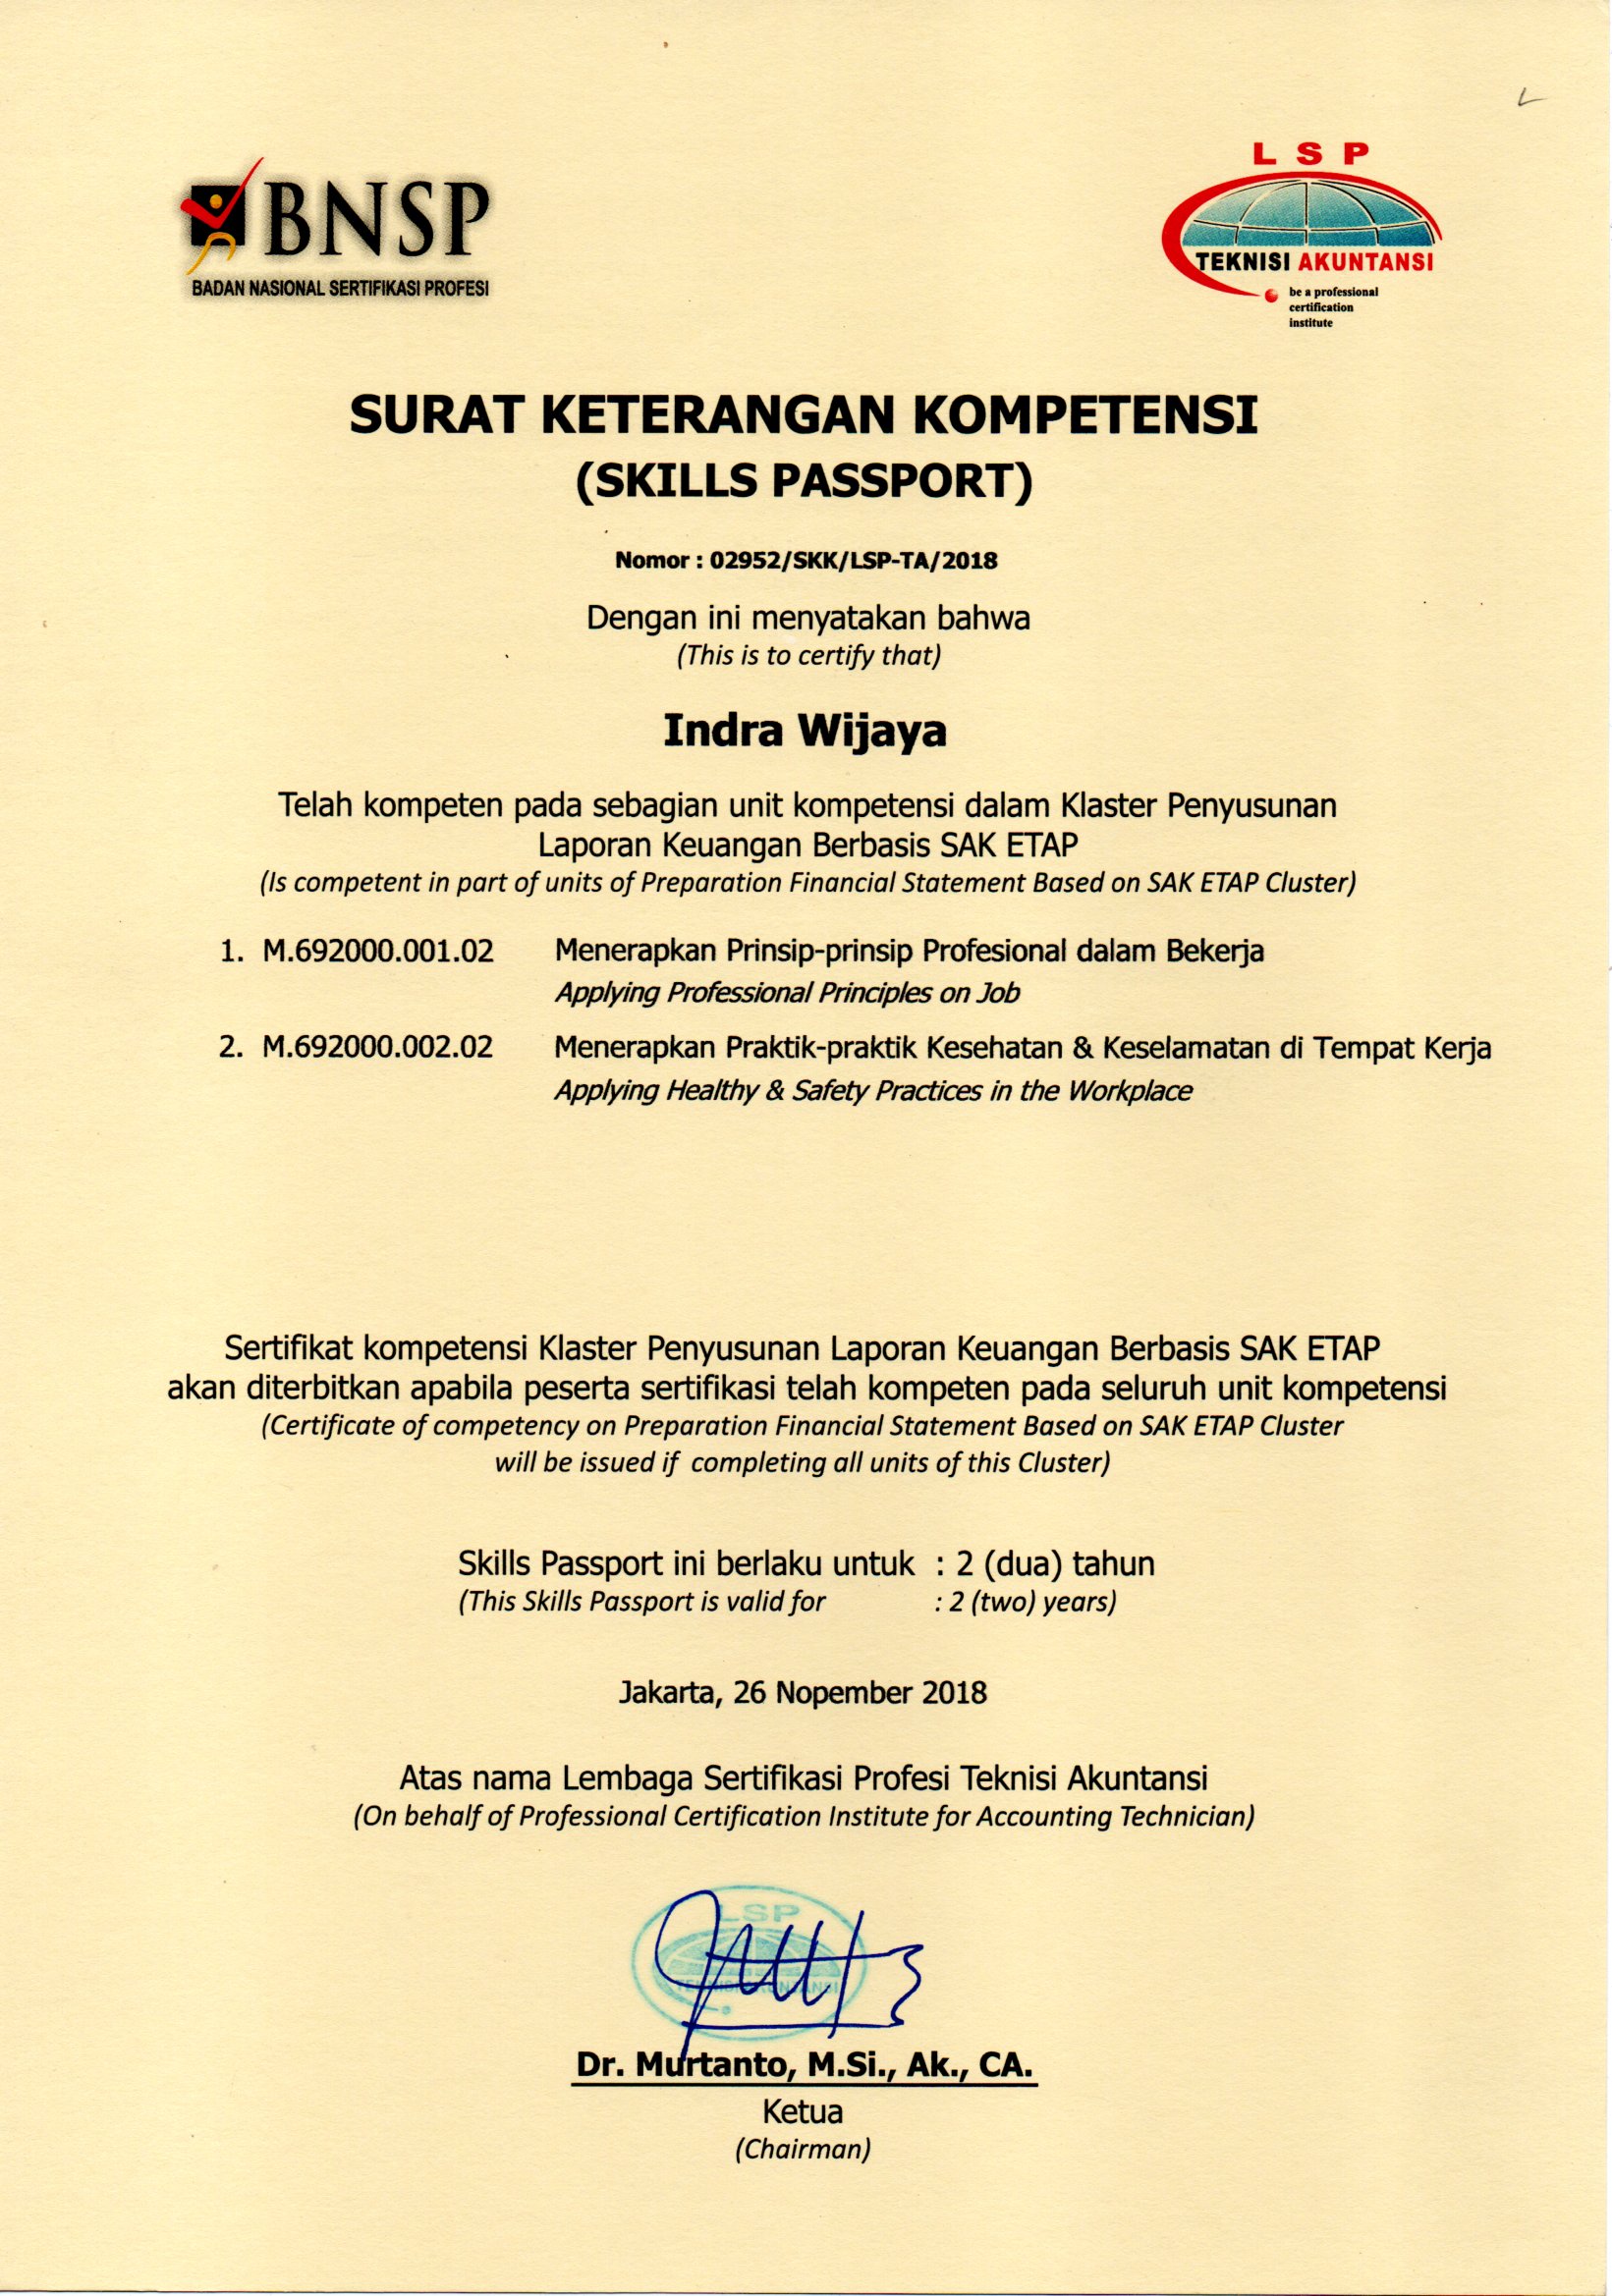 BNSP
BADAN NASIONAL SERTIFIKASI PROFESI
LSP
TEKNISI AKUNTANSI
be a professional
certification
institute
SURAT KETERANGAN KOMPETENSI
(SKILLS PASSPORT)
Nomor : 02952/SKK/LSP-TA/2018
Dengan ini menyatakan bahwa
(This is to certify that)
Indra Wijaya
Telah kompeten pada sebagian unit kompetensi dalam Klaster Penyusunan
Laporan Keuangan Berbasis SAK ETAP
(Is competent in part of units of Preparation Financial Statement Based on SAK ETAP Cluster)
1. M.692000.001.02 Menerapkan Prinsip-prinsip Profesional dalam Bekerja
Applying Professional Principles on Job
2. M.692000.002.02 Menerapkan Praktik-praktik Kesehatan & Keselamatan di Tempat Kerja
Applying Healthy & Safety Practices in the Workplace
Sertifikat kompetensi Klaster Penyusunan Laporan Keuangan Berbasis SAK ETAP
akan diterbitkan apabila peserta sertifikasi telah kompeten pada seluruh unit kompetensi
(Certificate of competency on Preparation Financial Statement Based on SAK ETAP Cluster
will be issued if completing all units of this Cluster)
Skills Passport ini berlaku untuk : 2 (dua) tahun
(This Skills Passport is valid for : 2 (two) years)
Jakarta, 26 Nopember 2018
Atas nama Lembaga Sertifikasi Profesi Teknisi Akuntansi
(On behalf of Professional Certification Institute for Accounting Technician)
LSP
TEKNISI AKUNTANSI
Dr. Murtanto, M.Si., Ak., CA.
Ketua
(Chairman)